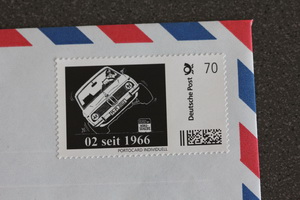 70
Deutsche Post
02 seit 1966
PORTOCARD INDIVIDUELL